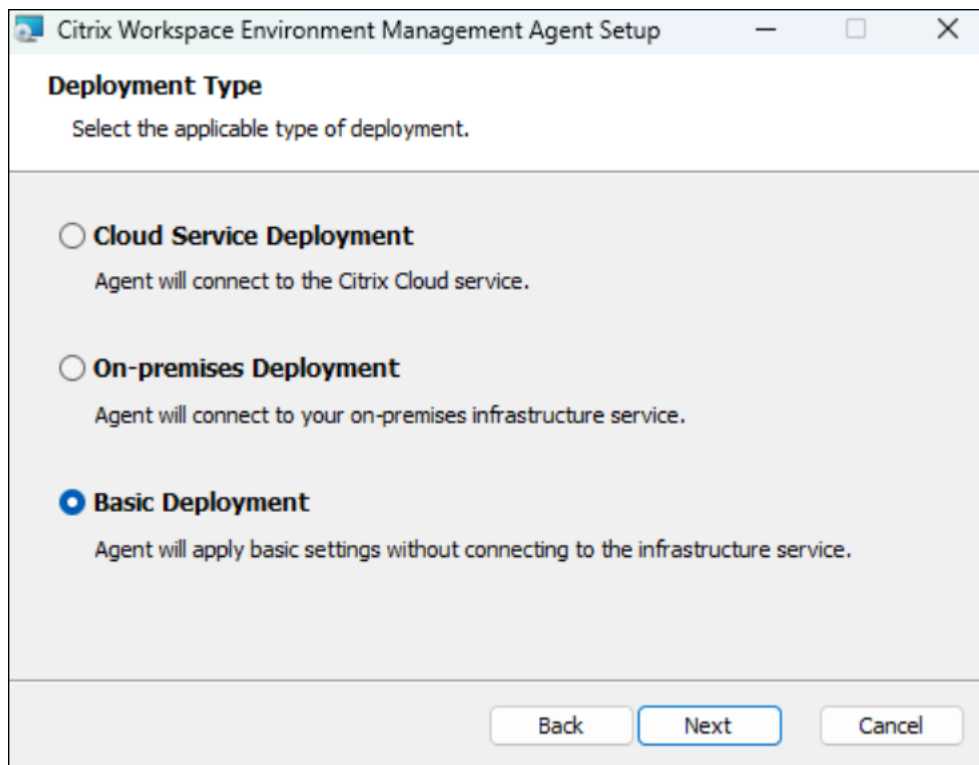 Citrix Workspace Environment Management Agent Setup
Deployment Type
Select the applicable type of deployment.
Cloud Service Deployment
Agent will connect to the Citrix Cloud service.
On-premises Deployment
Agent will connect to your on-premises infrastructure service.
Basic Deployment
Agent will apply basic settings without connecting to the infrastructure service.
Back Next Cancel